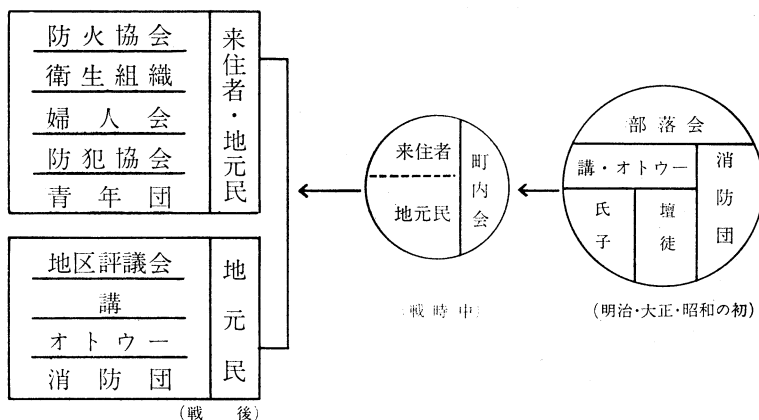 防火協会
衛生組織
婦人会
防犯協会
青年団
来住者・地元民
地区評議会
講
オトウー
消防団
地元民
(戦後)
来住者
地元民
町内会
(戦時中)
部落会
講・オトウー
消防団
氏子
壇徒
(明治・大正・昭和の初)